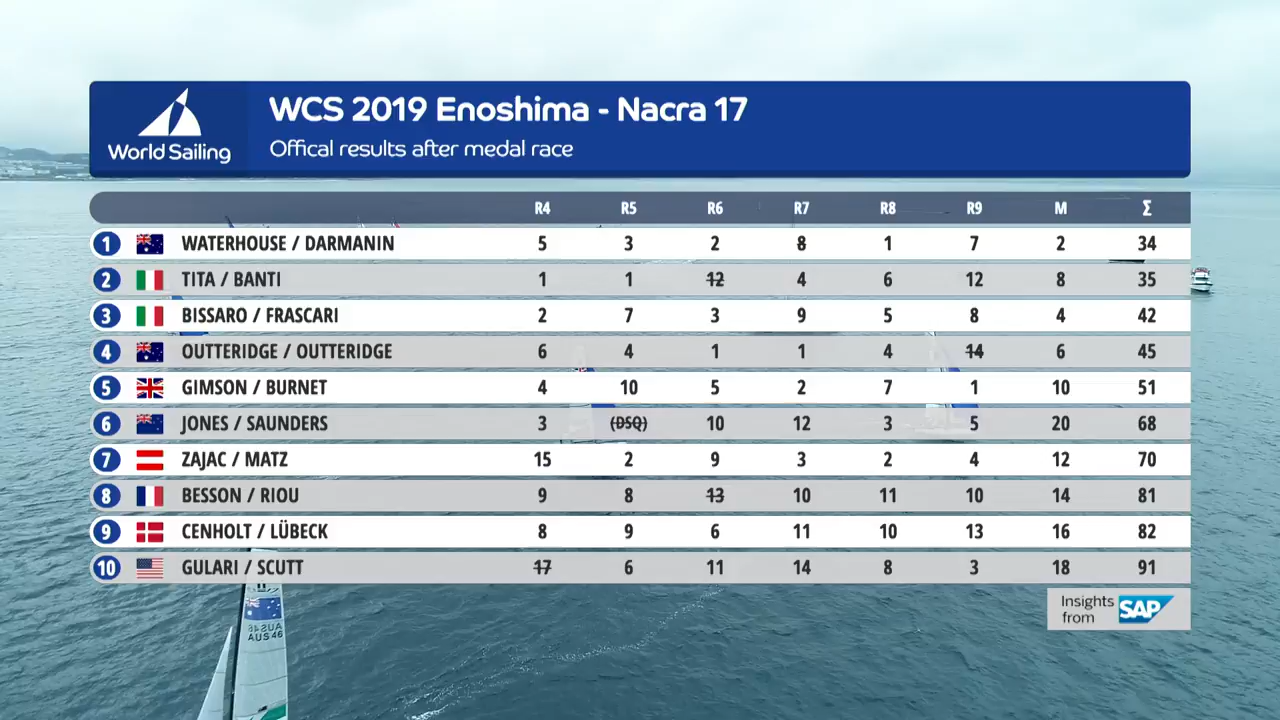 WCS 2019 Enoshima - Nacra 17
World Sailing
Offical results after medal race
R4 R5 R6 R7 R8 R9 M Σ
1 WATERHOUSE / DARMANIN 5 3 2 8 1 7 2 34
2 TITA / BANTI 1 1 12 4 6 12 8 35
3 BISSARO / FRASCARI 2 7 3 9 5 8 4 42
4 OUTTERIDGE / OUTTERIDGE 6 4 1 1 4 14 6 45
5 GIMSON / BURNET 4 10 5 2 7 1 10 51
6 JONES / SAUNDERS 3 (DSQ) 10 12 3 5 20 68
7 ZAJAC / MATZ 15 2 9 3 2 4 12 70
8 BESSON / RIOU 9 8 13 10 11 10 14 81
9 CENHOLT / LÜBECK 8 9 6 11 10 13 16 82
10 GULARI / SCUTT 17 6 11 14 8 3 18 91
Insights
from SAP
AUS 46